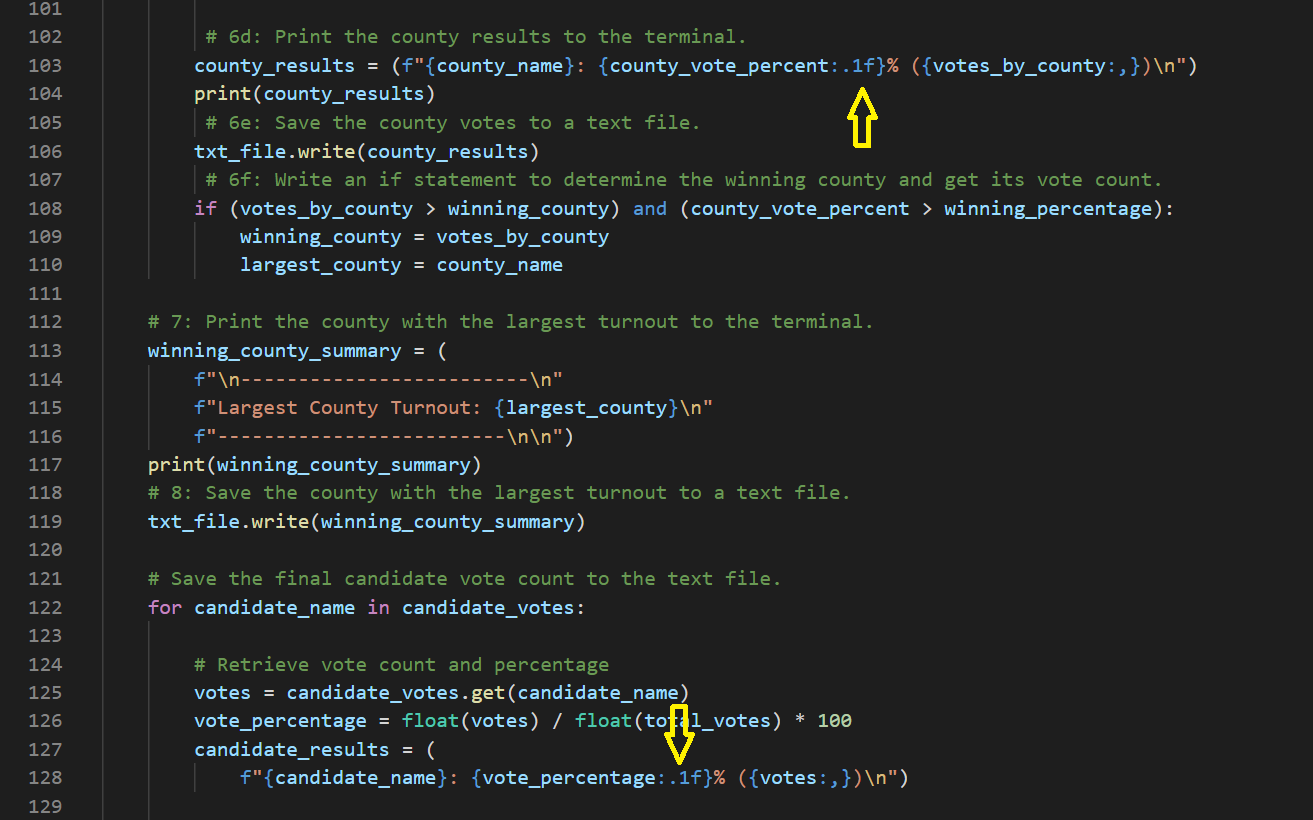 101
102 # 6d: Print the county results to the terminal.
103 county_results = (f"{county_name}: {county_vote_percent:.1f}% ({votes_by_county:,})\n")
104 print(county_results)
105 # 6e: Save the county votes to a text file.
106 txt_file.write(county_results)
107 # 6f: Write an if statement to determine the winning county and get its vote count.
108 if (votes_by_county > winning_county) and (county_vote_percent > winning_percentage):
109 winning_county = votes_by_county
110 largest_county = county_name
111
112 # 7: Print the county with the largest turnout to the terminal.
113 winning_county_summary = (
114 f"\n-------------------------\n"
115 f"Largest County Turnout: {largest_county}\n"
116 f"-------------------------\n\n")
117 print(winning_county_summary)
118 # 8: Save the county with the largest turnout to a text file.
119 txt_file.write(winning_county_summary)
120
121 # Save the final candidate vote count to the text file.
122 for candidate_name in candidate_votes:
123
124 # Retrieve vote count and percentage
125 votes = candidate_votes.get(candidate_name)
126 vote_percentage = float(votes) / float(total_votes) * 100
127 candidate_results = (
128 f"{candidate_name}: {vote_percentage:.1f}% ({votes:,})\n")
129